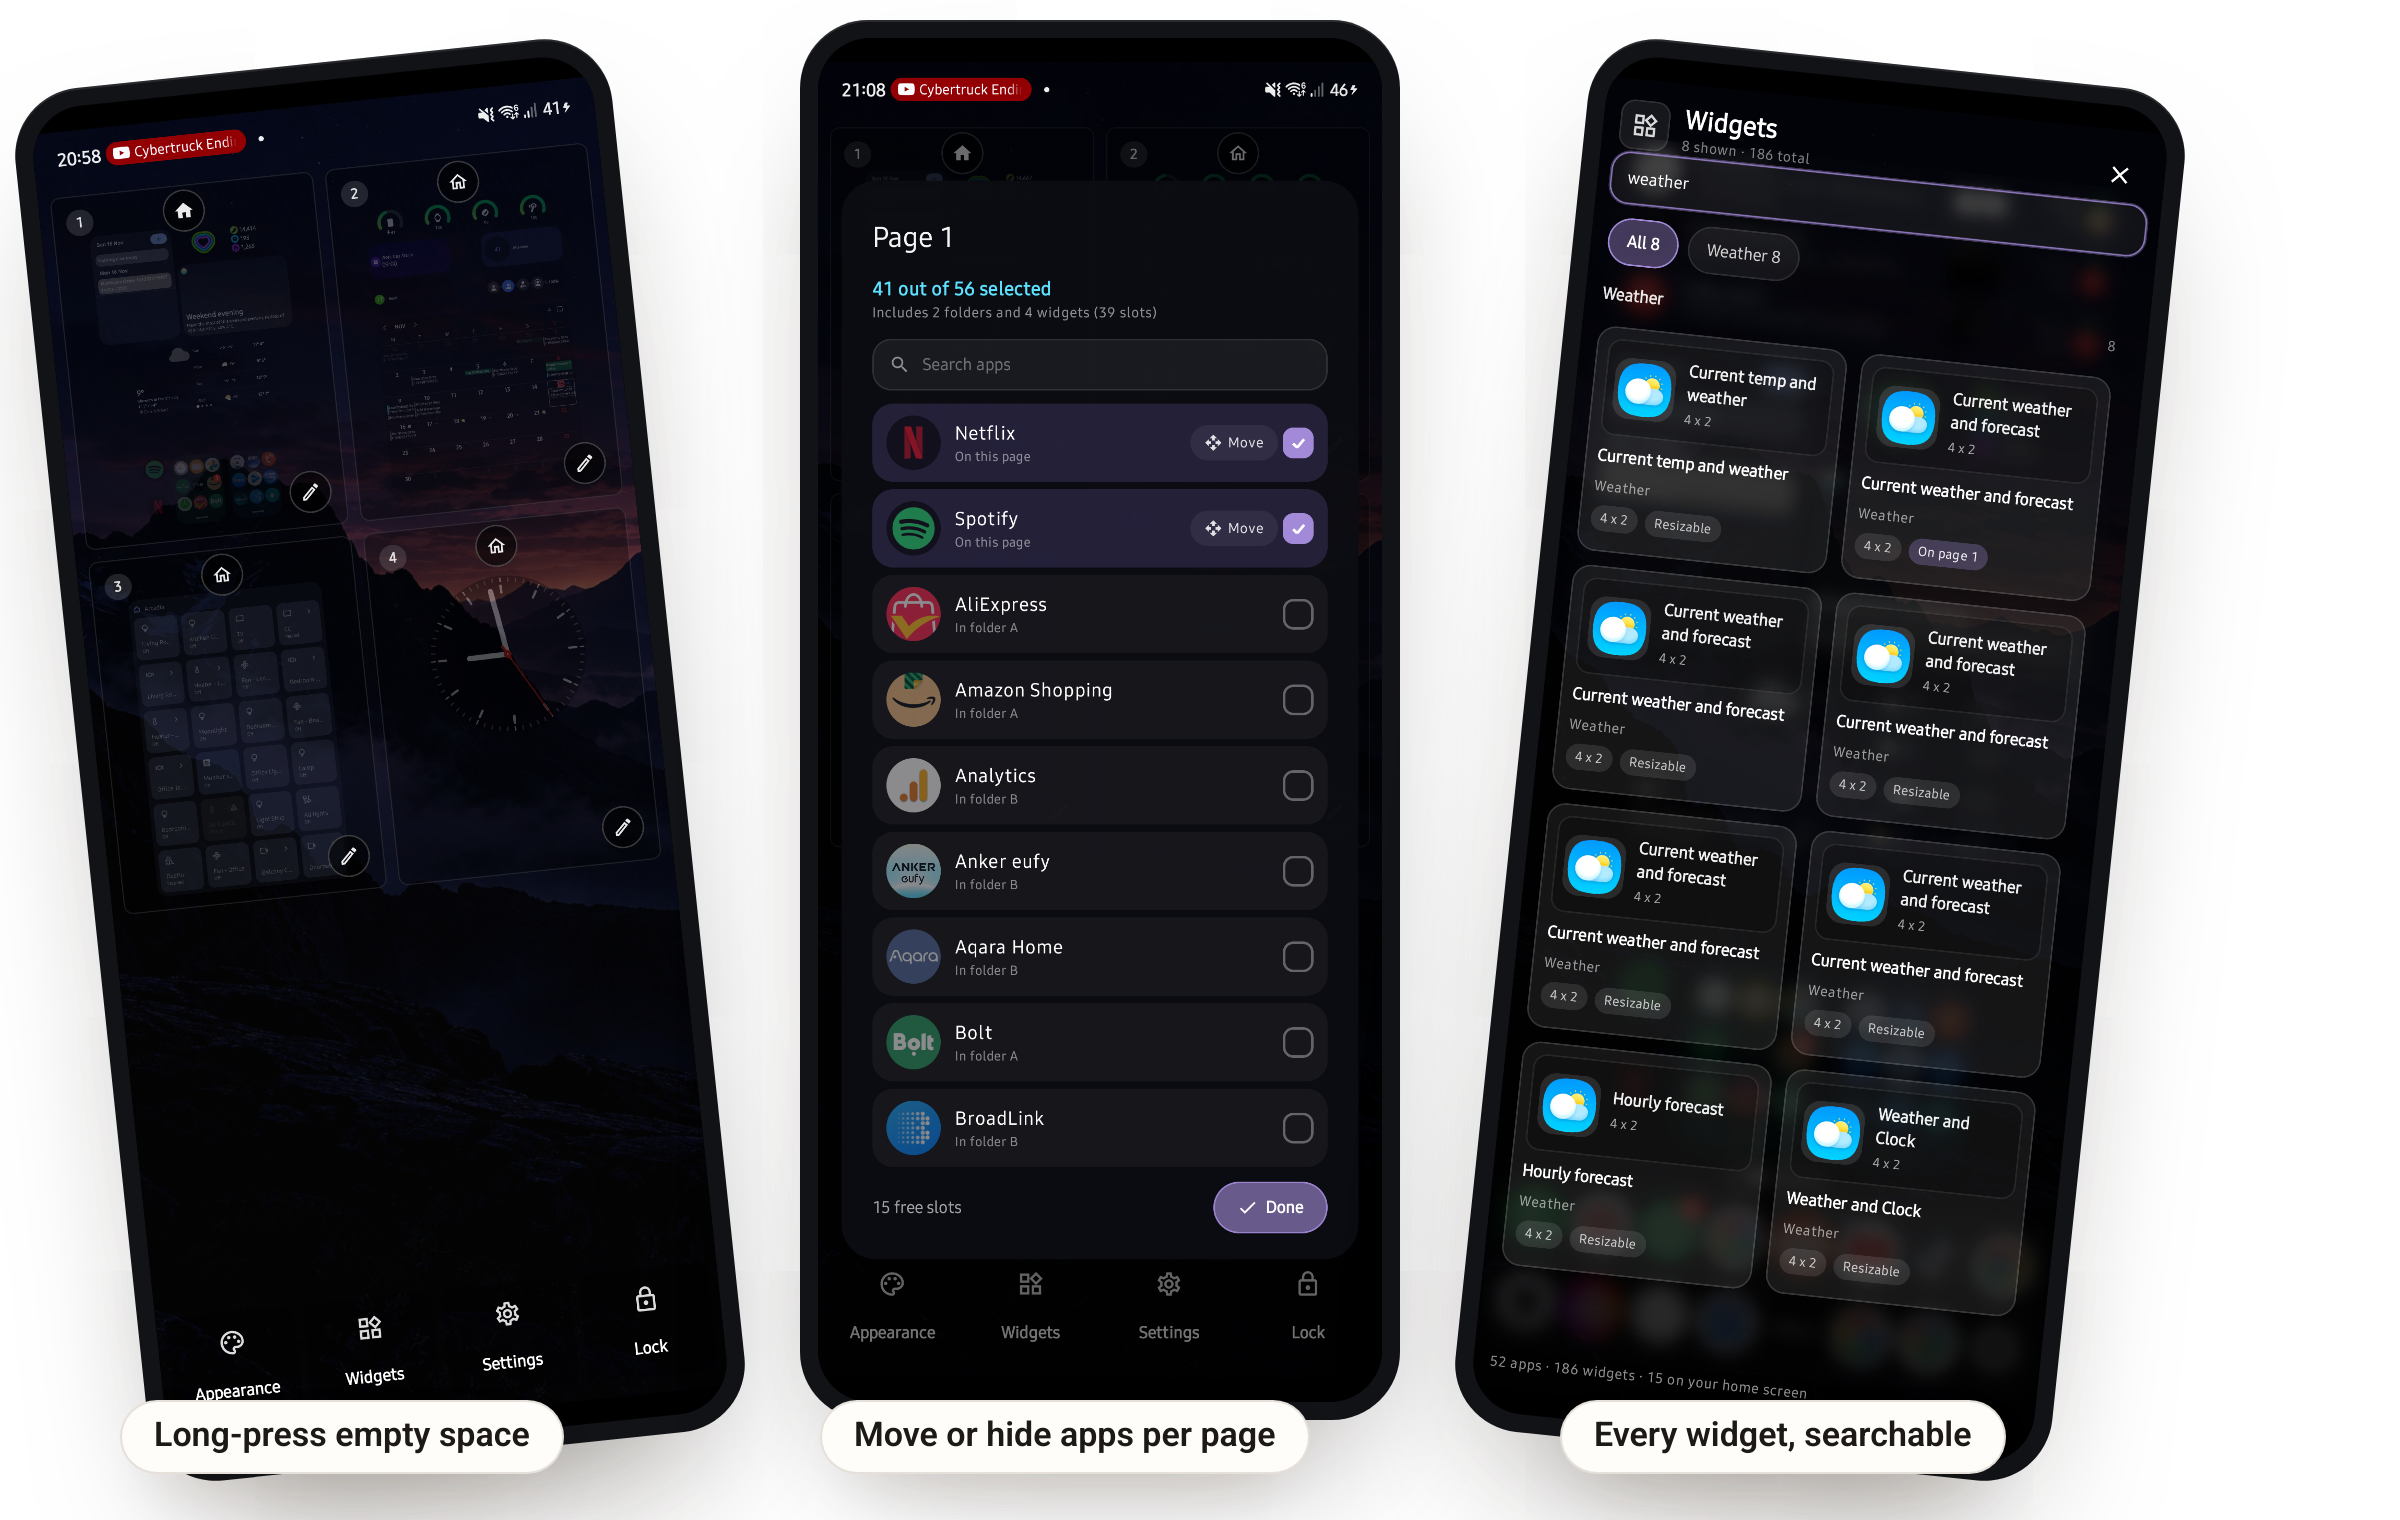 20:58
Cybertruck Endi
41
1
2
Weekend evening
3
4
Appearance
Widgets
Settings
Lock
Long-press empty space
21:08
Cybertruck Endi
46
1
2
Page 1
41 out of 56 selected
Includes 2 folders and 4 widgets (39 slots)
Search apps
Netflix
On this page
Move
Spotify
On this page
Move
AliExpress
In folder A
Amazon Shopping
In folder A
Analytics
In folder B
ANKER
eufy
Anker eufy
In folder B
Aqara
Aqara Home
In folder B
Bolt
Bolt
In folder A
BroadLink
In folder B
15 free slots
Done
Appearance
Widgets
Settings
Lock
Move or hide apps per page
Widgets
8 shown · 186 total
weather
All 8
Weather 8
Weather
8
Current temp and
weather
4 x 2
Current temp and weather
Weather
4 x 2
Resizable
Current weather
and forecast
4 x 2
Current weather and forecast
Weather
4 x 2
On page 1
Current weather
and forecast
4 x 2
Current weather and forecast
Weather
4 x 2
Resizable
Current weather
and forecast
4 x 2
Current weather and forecast
Weather
4 x 2
Resizable
Current weather
and forecast
4 x 2
Current weather and forecast
Weather
4 x 2
Resizable
Current weather
and forecast
4 x 2
Current weather and forecast
Weather
4 x 2
Resizable
Hourly forecast
4 x 2
Hourly forecast
Weather
4 x 2
Resizable
Weather and
Clock
4 x 2
Weather and Clock
Weather
4 x 2
Resizable
52 apps · 186 widgets · 15 on your home screen
Every widget, searchable